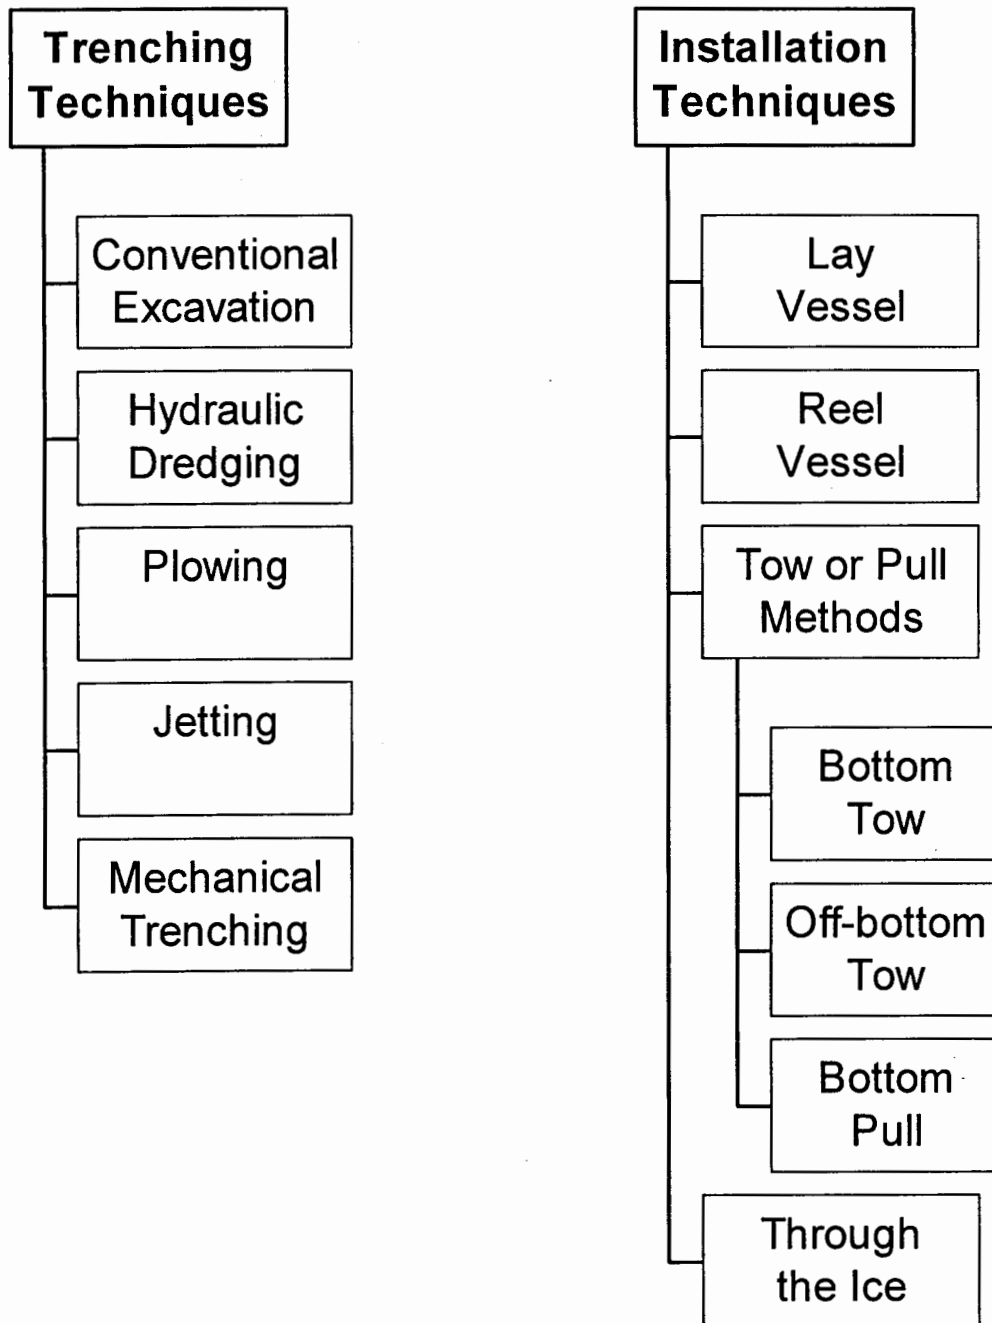 Trenching
Techniques
Conventional
Excavation
Hydraulic
Dredging
Plowing
Jetting
Mechanical
Trenching
Installation
Techniques
Lay
Vessel
Reel
Vessel
Tow or Pull
Methods
Bottom
Tow
Off-bottom
Tow
Bottom
Pull
Through
the Ice